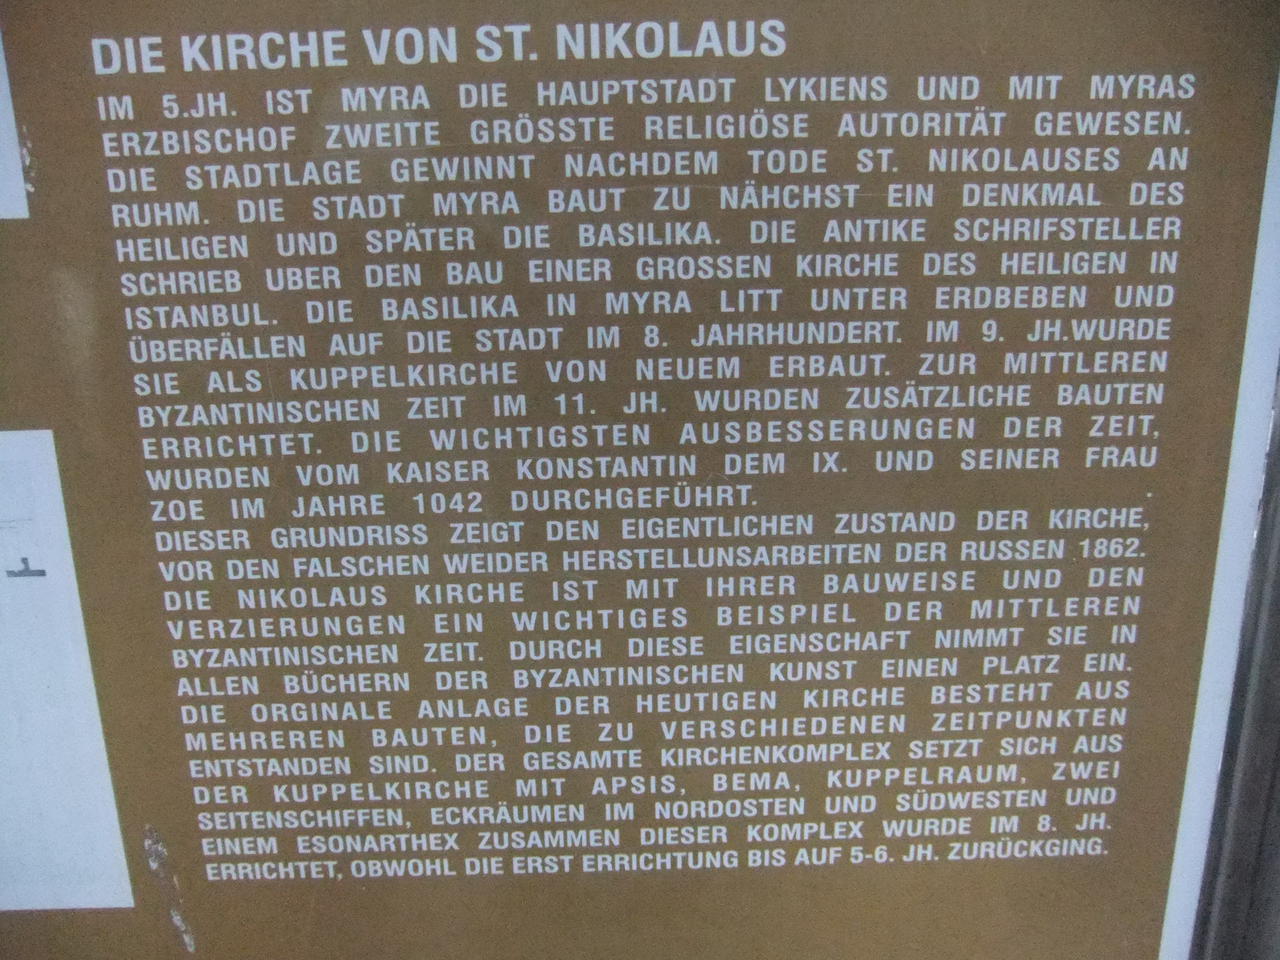 DIE KIRCHE VON ST. NIKOLAUS
IM 5.JH. IST MYRA DIE HAUPTSTADT LYKIENS UND MIT MYRAS
ERZBISCHOF ZWEITE GRÖSSTE RELIGIÖSE AUTORITÄT GEWESEN.
DIE STADTLAGE GEWINNT NACHDEM TODE ST. NIKOLAUSES AN
RUHM. DIE STADT MYRA BAUT ZU NÄHCHST EIN DENKMAL DES
HEILIGEN UND SPÄTER DIE BASILIKA. DIE ANTIKE SCHRIFSTELLER
SCHRIEB UBER DEN BAU EINER GROSSEN KIRCHE DES HEILIGEN IN
ISTANBUL. DIE BASILIKA IN MYRA LITT UNTER ERDBEBEN UND
ÜBERFÄLLEN AUF DIE STADT IM 8. JAHRHUNDERT. IM 9. JH.WURDE
SIE ALS KUPPELKIRCHE VON NEUEM ERBAUT. ZUR MITTLEREN
BYZANTINISCHEN ZEIT IM 11. JH. WURDEN ZUSÄTZLICHE BAUTEN
ERRICHTET. DIE WICHTIGSTEN AUSBESSERUNGEN DER ZEIT,
WURDEN VOM KAISER KONSTANTIN DEM IX. UND SEINER FRAU
ZOE IM JAHRE 1042 DURCHGEFÜHRT.
DIESER GRUNDRISS ZEIGT DEN EIGENTLICHEN ZUSTAND DER KIRCHE,
VOR DEN FALSCHEN WEIDER HERSTELLUNSARBEITEN DER RUSSEN 1862.
DIE NIKOLAUS KIRCHE IST MIT IHRER BAUWEISE UND DEN
VERZIERUNGEN EIN WICHTIGES BEISPIEL DER MITTLEREN
BYZANTINISCHEN ZEIT. DURCH DIESE EIGENSCHAFT NIMMT SIE IN
ALLEN BÜCHERN DER BYZANTINISCHEN KUNST EINEN PLATZ EIN.
DIE ORGINALE ANLAGE DER HEUTIGEN KIRCHE BESTEHT AUS
MEHREREN BAUTEN, DIE ZU VERSCHIEDENEN ZEITPUNKTEN
ENTSTANDEN SIND. DER GESAMTE KIRCHENKOMPLEX SETZT SICH AUS
DER KUPPELKIRCHE MIT APSIS, BEMA, KUPPELRAUM, ZWEI
SEITENSCHIFFEN, ECKRÄUMEN IM NORDOSTEN UND SÜDWESTEN UND
EINEM ESONARTHEX ZUSAMMEN DIESER KOMPLEX WURDE IM 8. JH.
ERRICHTET, OBWOHL DIE ERST ERRICHTUNG BIS AUF 5-6. JH. ZURÜCKGING.